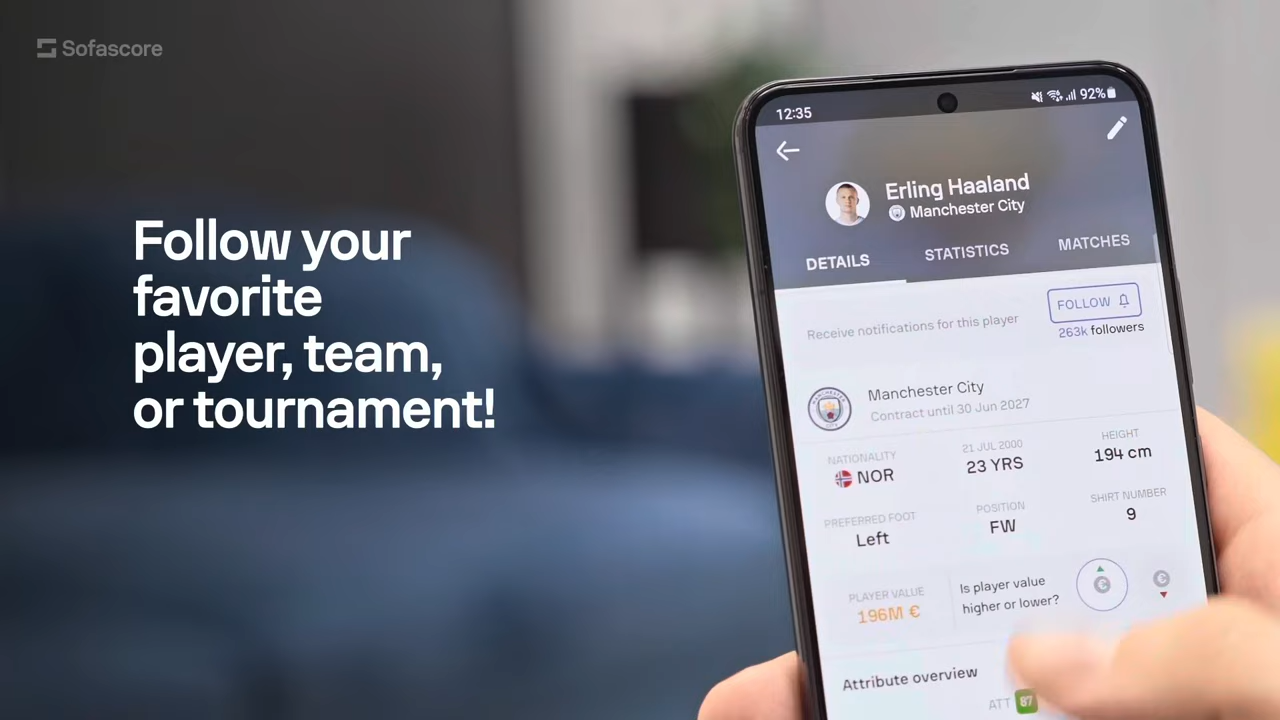 Sofascore
Follow your
favorite
player, team,
or tournament!
12:35
92%
Erling Haaland
Manchester City
DETAILS
STATISTICS
MATCHES
Receive notifications for this player
FOLLOW
263k followers
Manchester City
Contract until 30 Jun 2027
NATIONALITY
NOR
21 JUL 2000
23 YRS
HEIGHT
194 cm
PREFERRED FOOT
Left
POSITION
FW
SHIRT NUMBER
9
PLAYER VALUE
196M €
Is player value
higher or lower?
€
€
Attribute overview
ATT 87